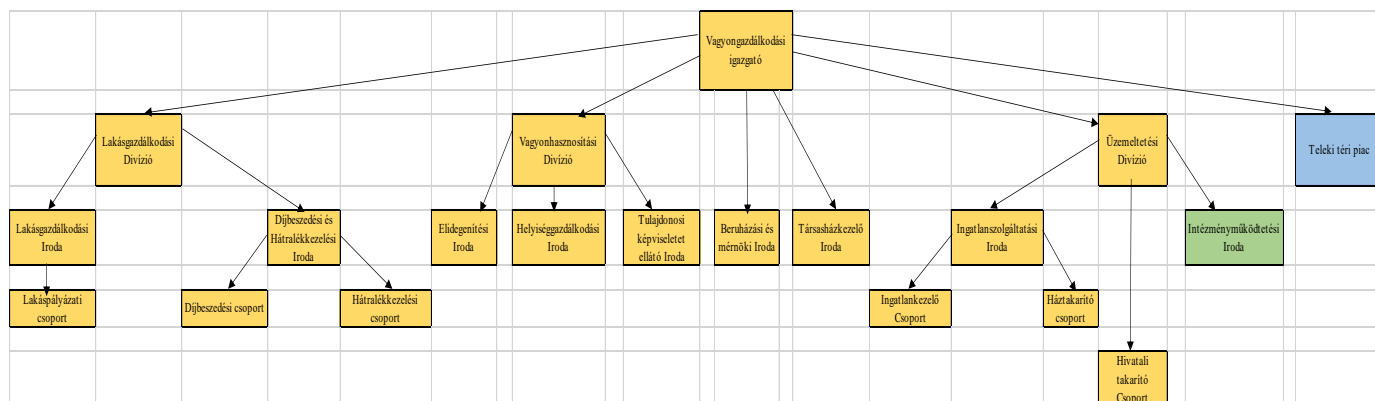 Vagyongazdálkodási
igazgató
Lakásgazdálkodási
Divízió
Vagyonhasznosítási
Divízió
Üzemeltetési
Divízió
Teleki téri piac
Lakásgazdálkodási
Iroda
Díjbeszedési és
Hátralékkezelési
Iroda
Elidegenítési
Iroda
Helyiséggazdálkodási
Iroda
Tulajdonosi
képviseletet
ellátó Iroda
Beruházási és
mérnöki Iroda
Társasházkezelő
Iroda
Ingatlanszolgáltatási
Iroda
Intézményműködtetési
Iroda
Lakáspályázati
csoport
Díjbeszedési csoport
Hátralékkezelési
csoport
Ingatlankezelő
Csoport
Háztakarító
csoport
Hivatali
takarító
Csoport